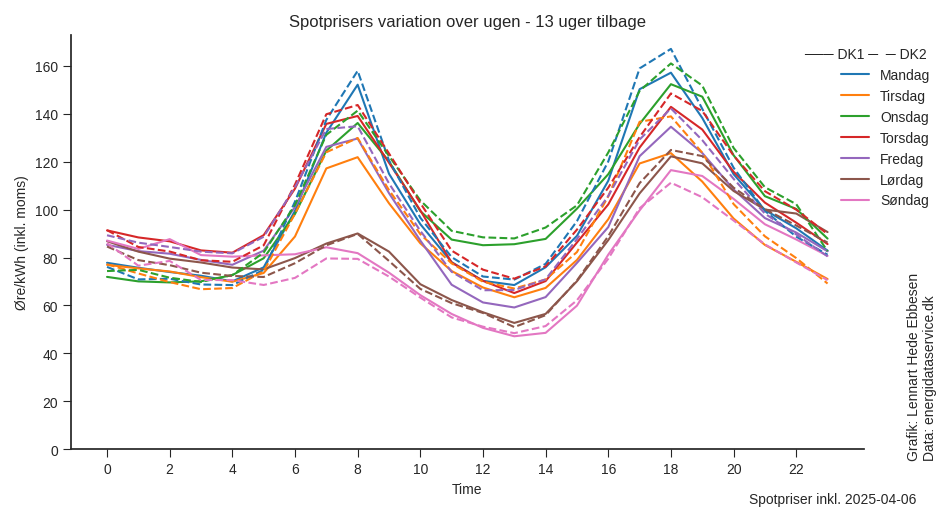 Spotprisers variation over ugen - 13 uger tilbage
DK1
DK2
Mandag
Tirsdag
Onsdag
Torsdag
Fredag
Lørdag
Søndag
Øre/kWh (inkl. moms)
160
140
120
100
80
60
40
20
0
0 2 4 6 8 10 12 14 16 18 20 22
Time
Grafik: Lennart Hede Ebbesen
Data: energidataservice.dk
Spotpriser inkl. 2025-04-06